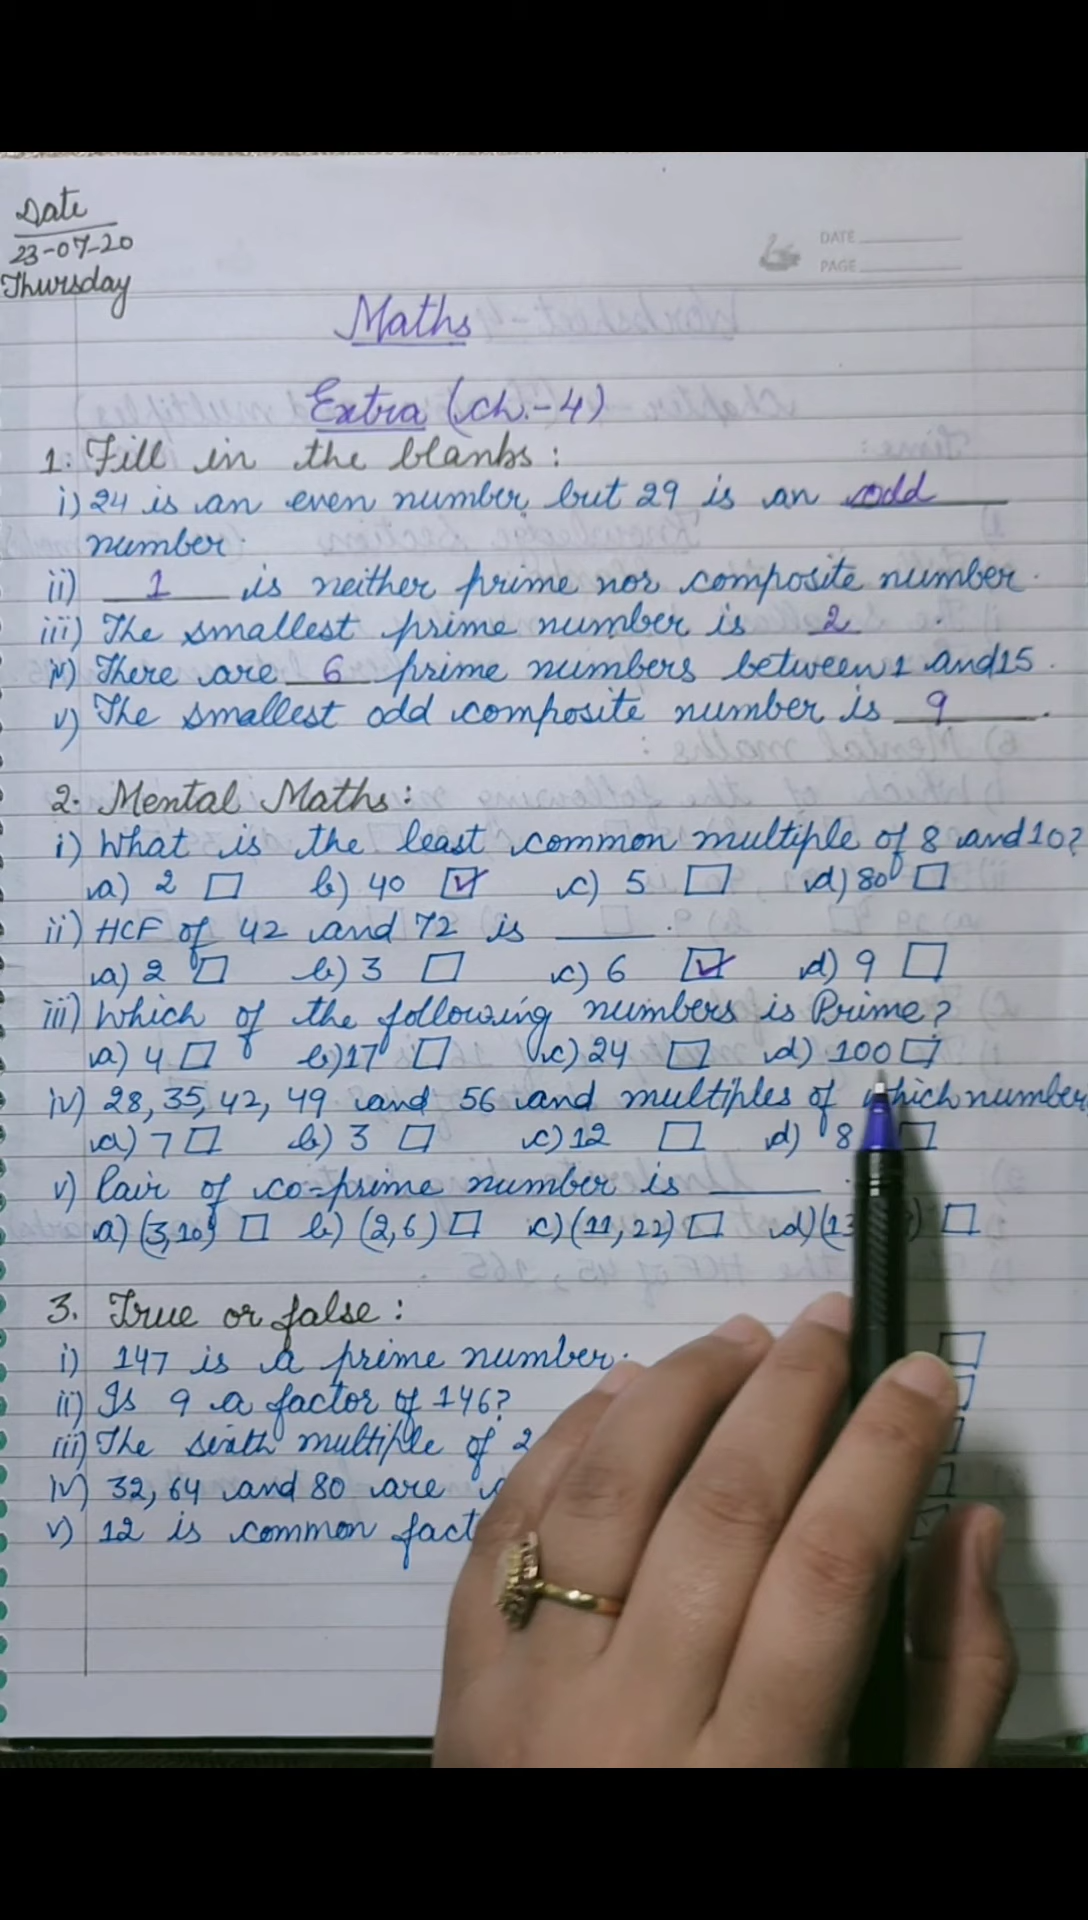 Date
23-07-20
Thursday
DATE
PAGE
Maths
Extra (ch.-4)
1. Fill in the blanks:
i) 24 is an even number, but 29 is an odd
number.
ii) 1 is neither prime nor composite number.
iii) The smallest prime number is 2.
iv) There are 6 prime numbers between 1 and 15.
v) The smallest odd composite number is 9.
2. Mental Maths:
i) What is the least common multiple of 8 and 10?
a) 2 b) 40 c) 5 d) 80
ii) HCF of 42 and 72 is ____.
a) 2 b) 3 c) 6 d) 9
iii) Which of the following numbers is Prime?
a) 4 b) 17 c) 24 d) 100
iv) 28, 35, 42, 49 and 56 and multiples of which number
a) 7 b) 3 c) 12 d) 8
v) Pair of co-prime number is ____.
a) (3,10) b) (2,6) c) (11,22) d)
3. True or false:
i) 147 is a prime number.
ii) Is 9 a factor of 146?
iii) The sixth multiple of
iv) 32, 64 and 80 are
v) 12 is common